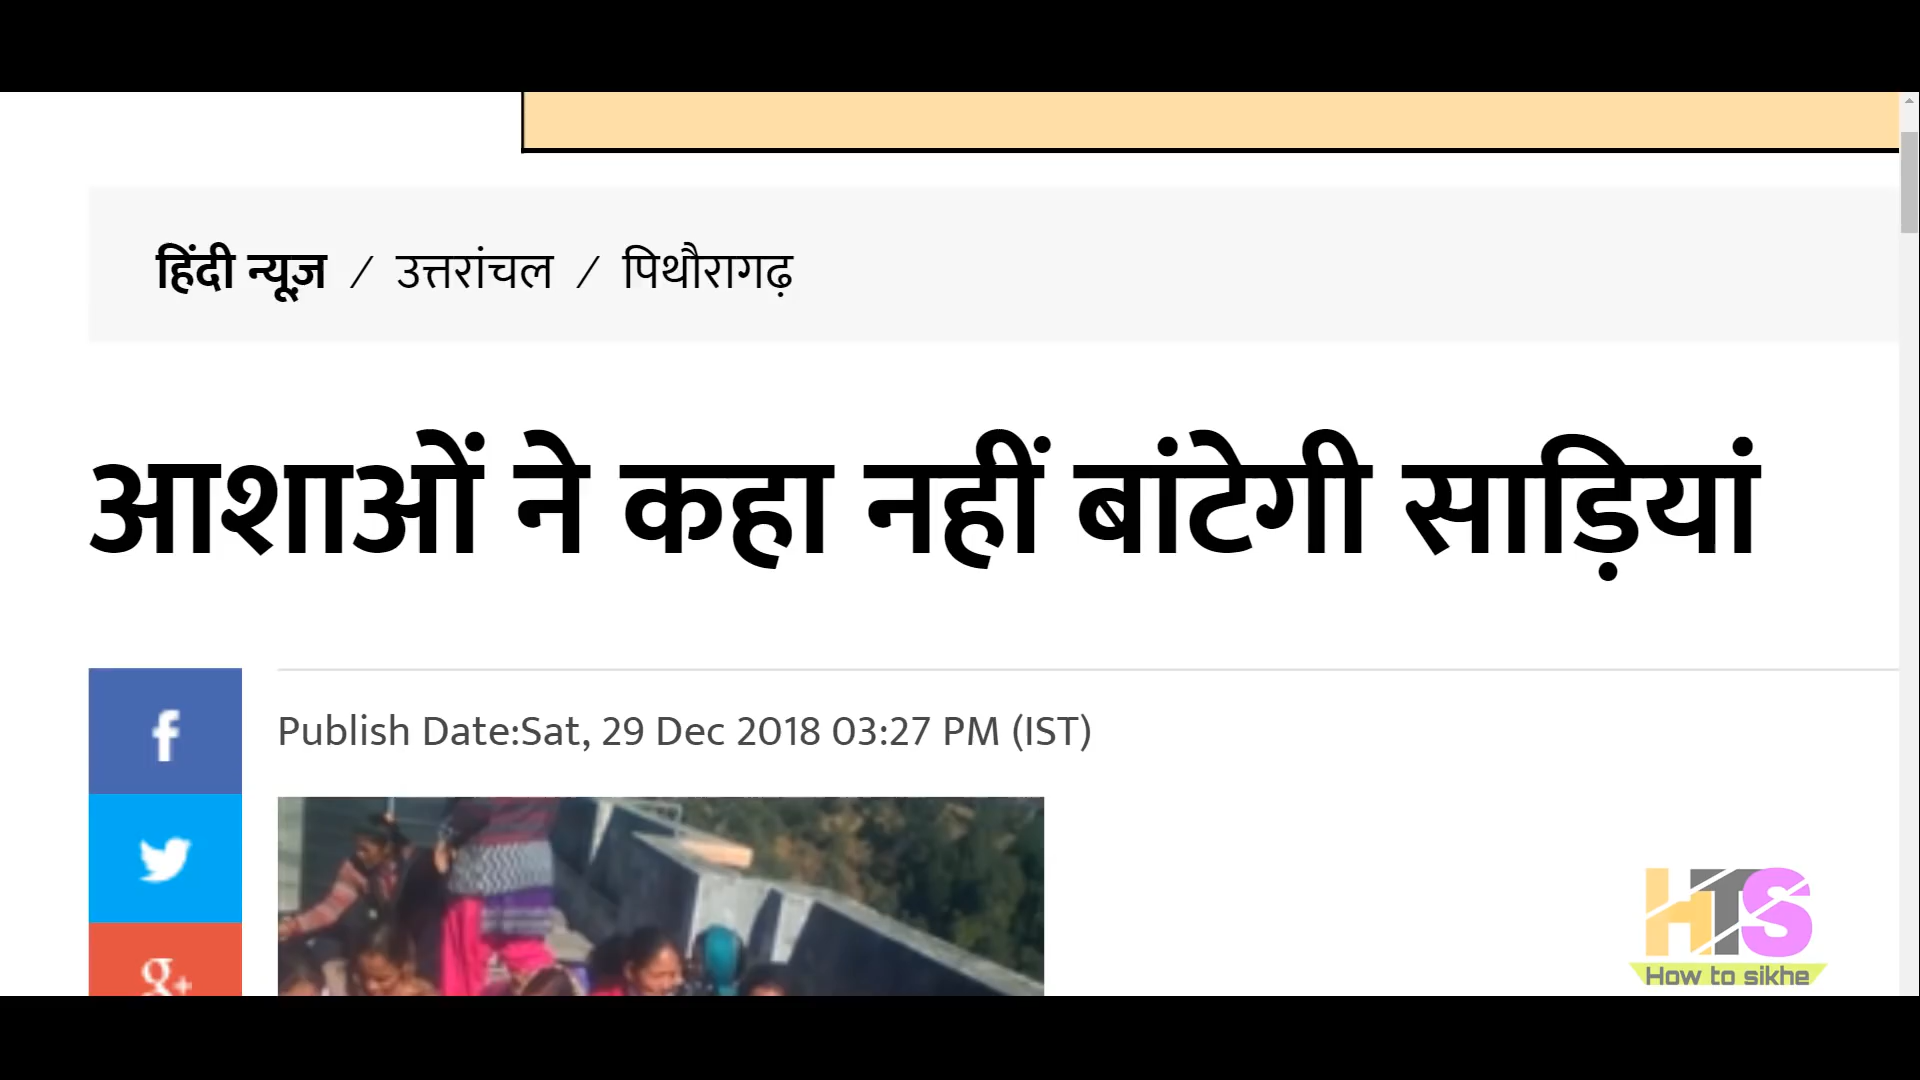 हिंदी न्यूज़ / उत्तरांचल / पिथौरागढ़
आशाओं ने कहा नहीं बांटेगी साड़ियां
f
Publish Date:Sat, 29 Dec 2018 03:27 PM (IST)
g+
HTS
How to sikhe